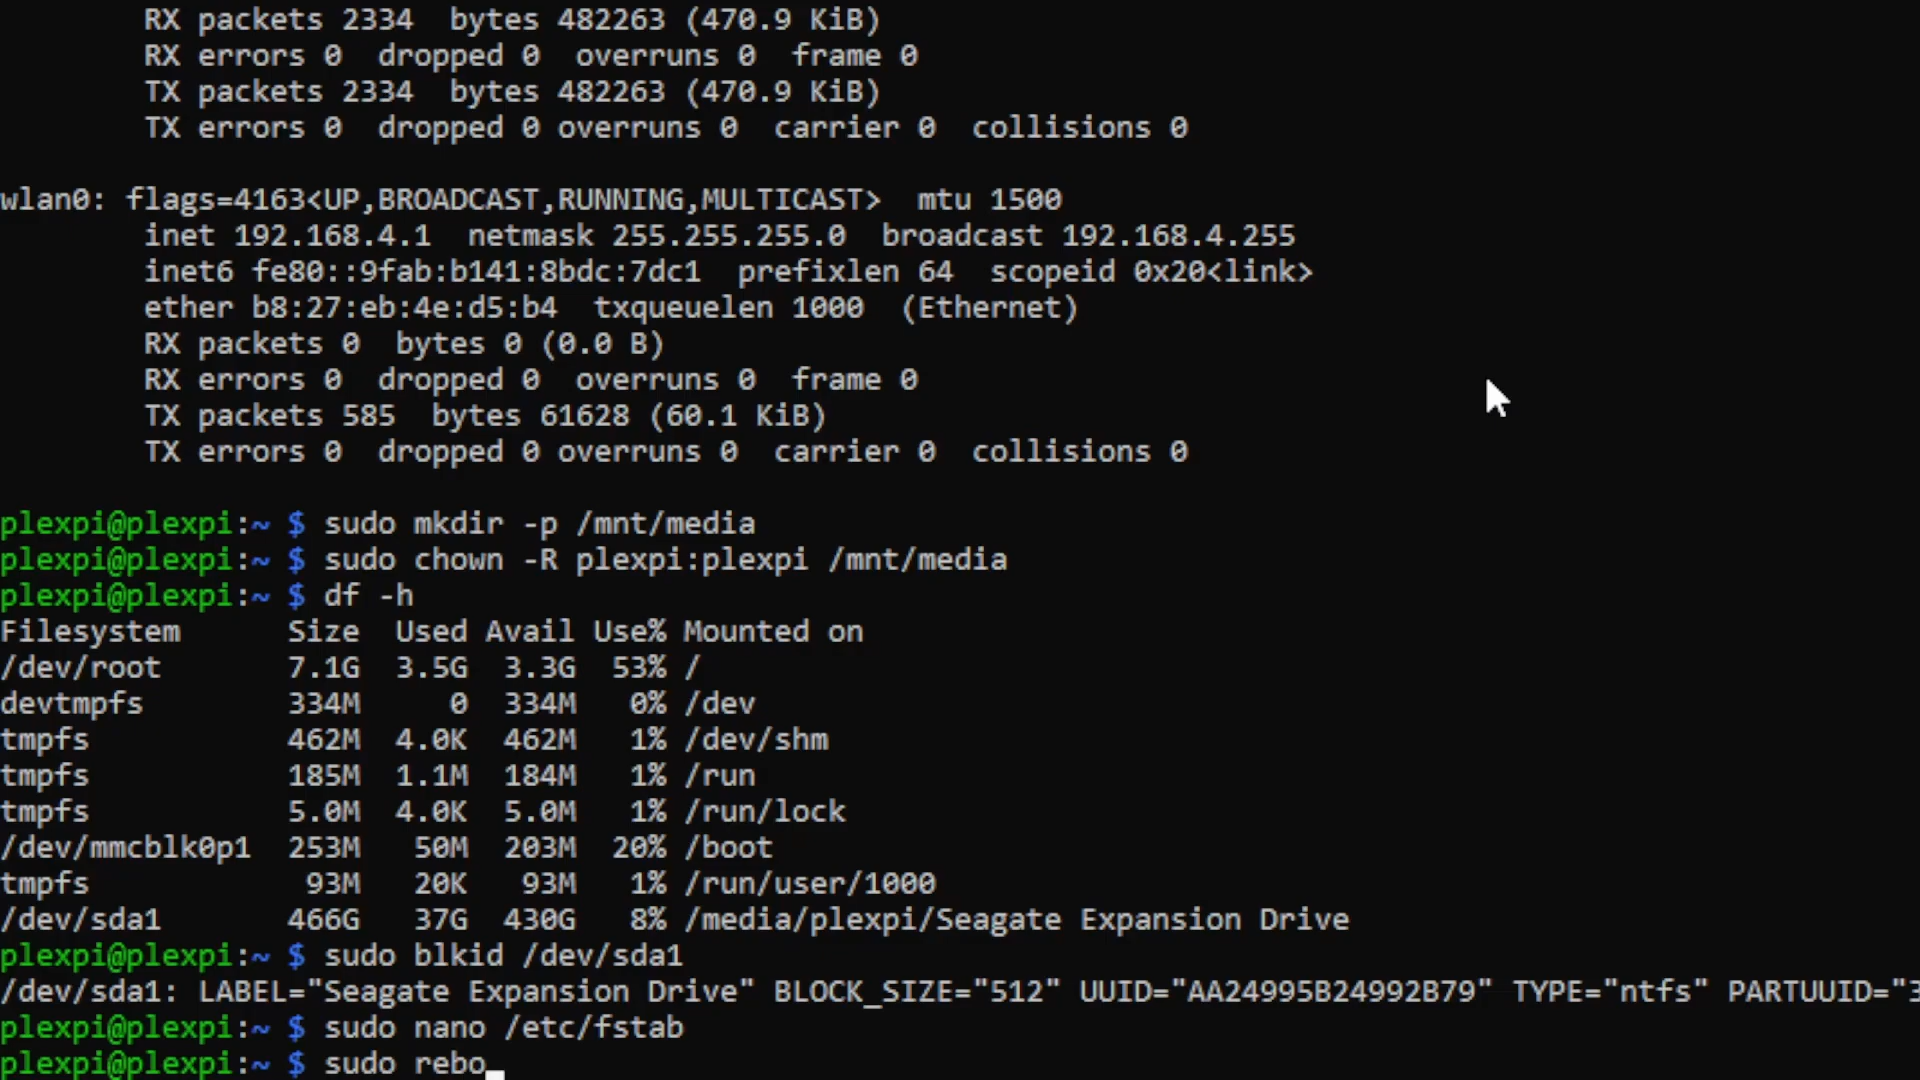 RX packets 2334  bytes 482263 (470.9 KiB)
RX errors 0  dropped 0  overruns 0  frame 0
TX packets 2334  bytes 482263 (470.9 KiB)
TX errors 0  dropped 0 overruns 0  carrier 0  collisions 0
wlan0: flags=4163<UP,BROADCAST,RUNNING,MULTICAST>  mtu 1500
inet 192.168.4.1  netmask 255.255.255.0  broadcast 192.168.4.255
inet6 fe80::9fab:b141:8bdc:7dc1  prefixlen 64  scopeid 0x20<link>
ether b8:27:eb:4e:d5:b4  txqueuelen 1000  (Ethernet)
RX packets 0  bytes 0 (0.0 B)
RX errors 0  dropped 0  overruns 0  frame 0
TX packets 585  bytes 61628 (60.1 KiB)
TX errors 0  dropped 0 overruns 0  carrier 0  collisions 0
plexpi@plexpi:~ $ sudo mkdir -p /mnt/media
plexpi@plexpi:~ $ sudo chown -R plexpi:plexpi /mnt/media
plexpi@plexpi:~ $ df -h
Filesystem      Size  Used Avail Use% Mounted on
/dev/root       7.1G  3.5G  3.3G  53% /
devtmpfs        334M     0  334M   0% /dev
tmpfs           462M  4.0K  462M   1% /dev/shm
tmpfs           185M  1.1M  184M   1% /run
tmpfs           5.0M  4.0K  5.0M   1% /run/lock
/dev/mmcblk0p1  253M   50M  203M  20% /boot
tmpfs            93M   20K   93M   1% /run/user/1000
/dev/sda1       466G   37G  430G   8% /media/plexpi/Seagate Expansion Drive
plexpi@plexpi:~ $ sudo blkid /dev/sda1
/dev/sda1: LABEL="Seagate Expansion Drive" BLOCK_SIZE="512" UUID="AA24995B24992B79" TYPE="ntfs" PARTUUID="3
plexpi@plexpi:~ $ sudo nano /etc/fstab
plexpi@plexpi:~ $ sudo rebo